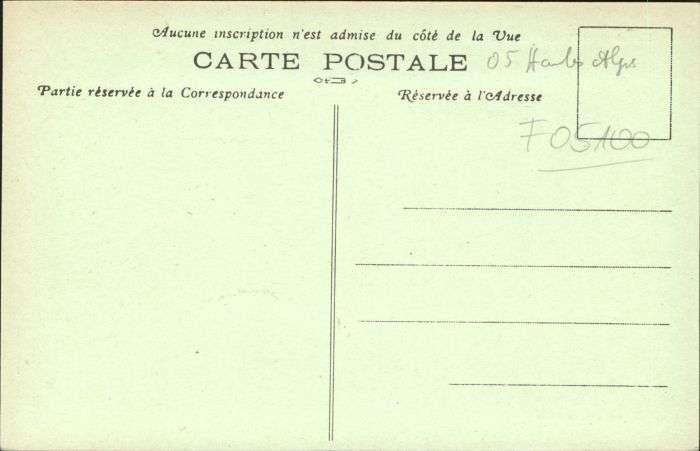 Aucune inscription n'est admise du côté de la Vue
CARTE POSTALE
05 Hautes Alpes
Partie réservée à la Correspondance
Réservée à l'Adresse
F05100